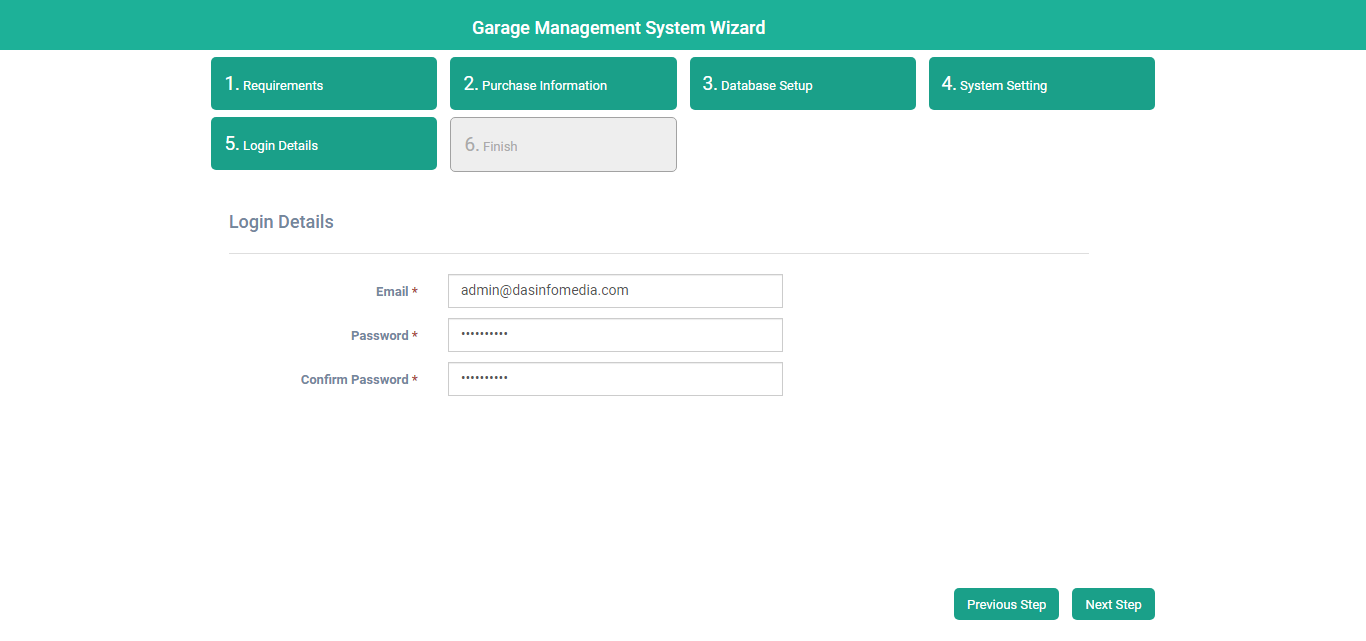 Garage Management System Wizard
1. Requirements
2. Purchase Information
3. Database Setup
4. System Setting
5. Login Details
6. Finish
Login Details
Email * admin@dasinfomedia.com
Password * ••••••••••
Confirm Password * ••••••••••
Previous Step
Next Step